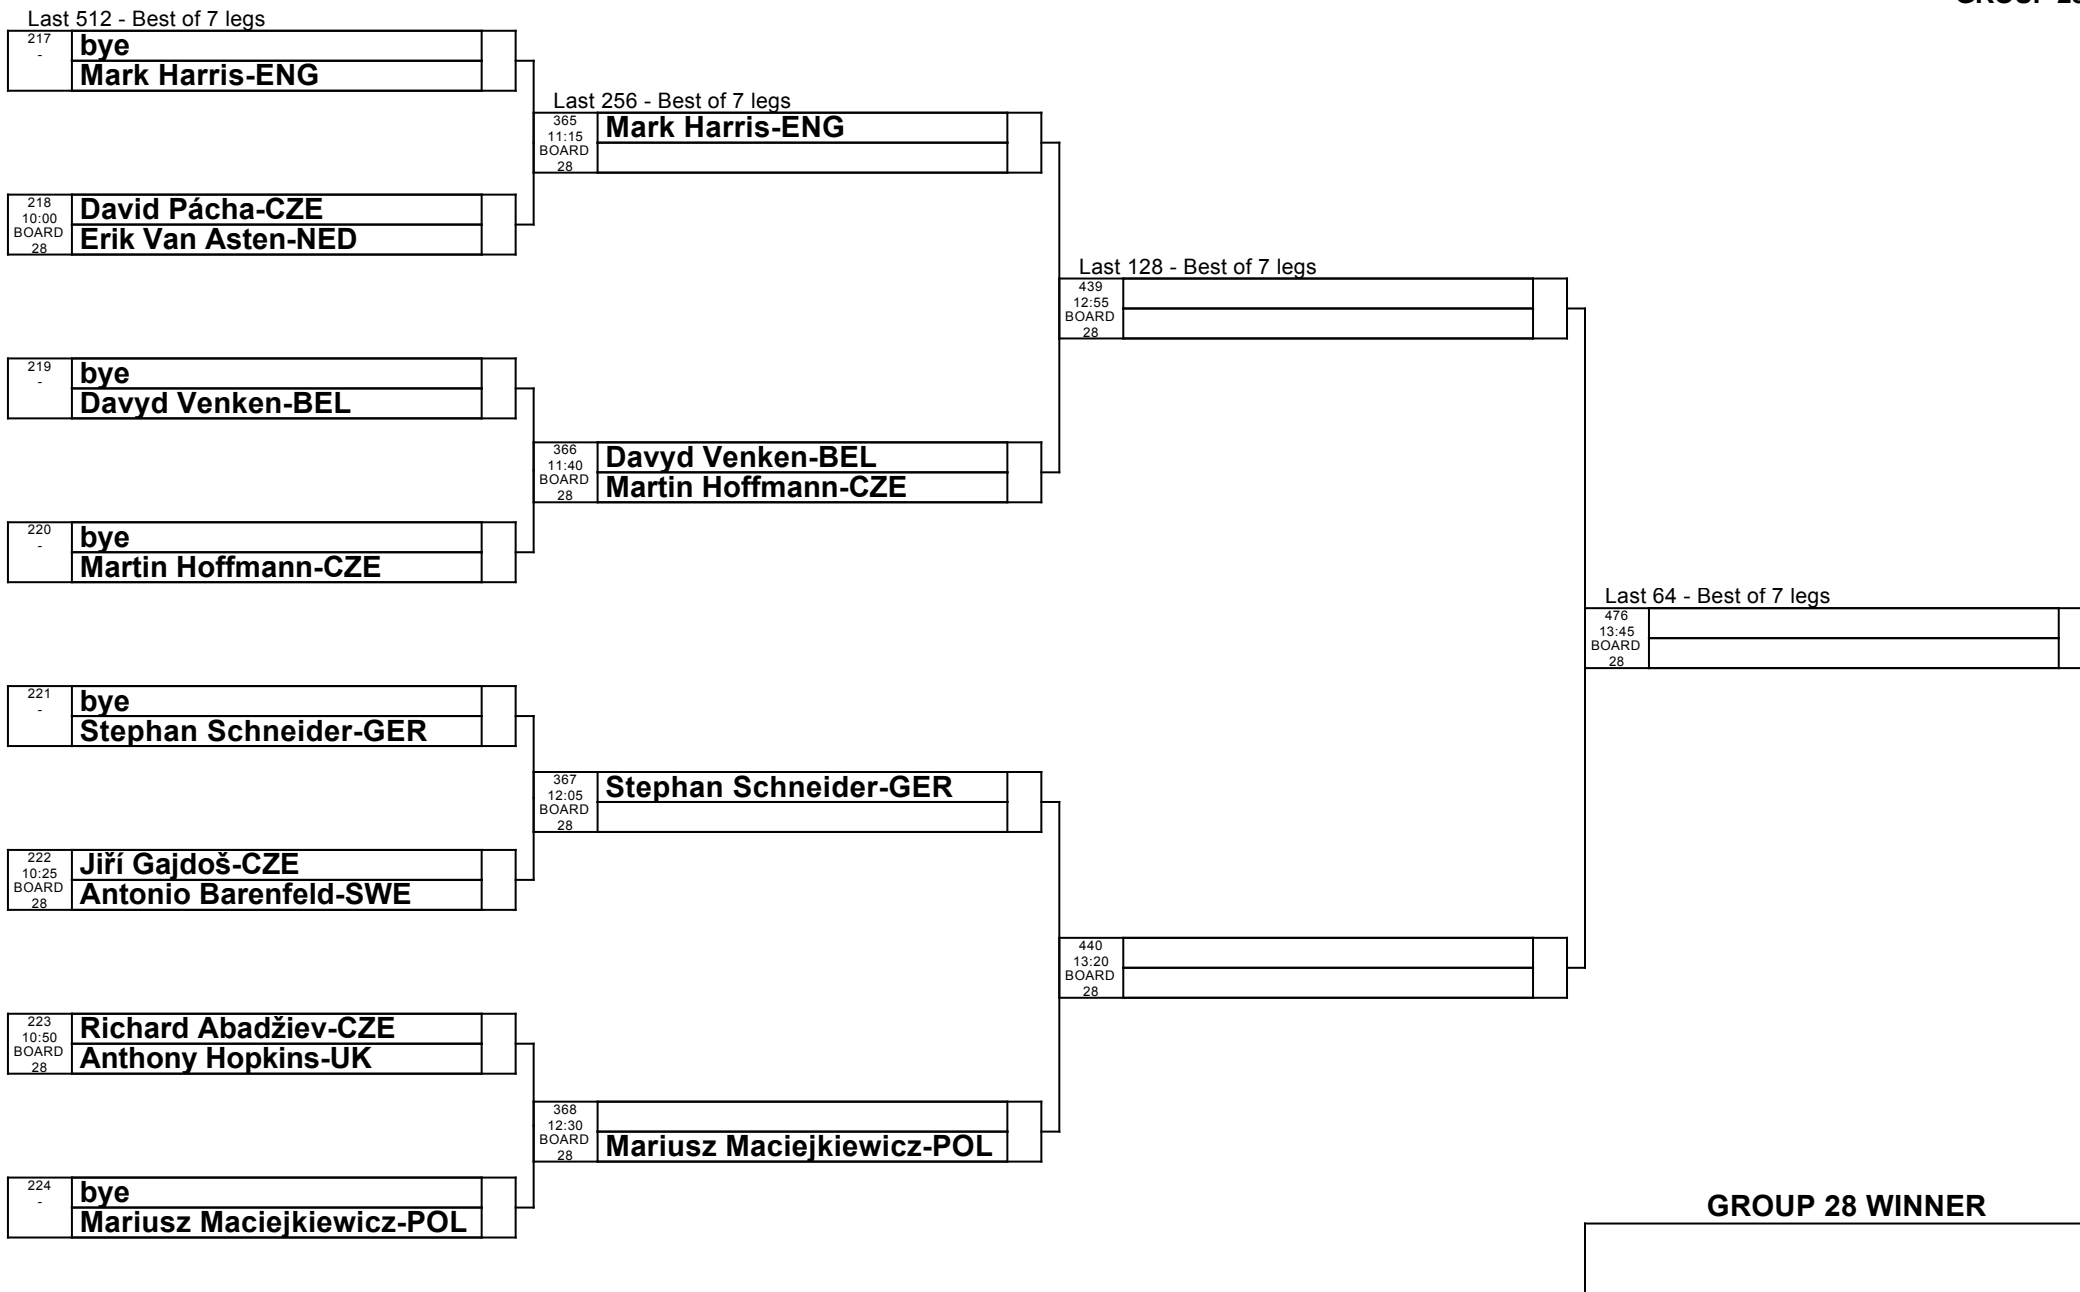 Last 512 - Best of 7 legs
217
-
bye
Mark Harris-ENG
218
10:00
BOARD
28
David Pácha-CZE
Erik Van Asten-NED
219
-
bye
Davyd Venken-BEL
220
-
bye
Martin Hoffmann-CZE
221
-
bye
Stephan Schneider-GER
222
10:25
BOARD
28
Jiří Gajdoš-CZE
Antonio Barenfeld-SWE
223
10:50
BOARD
28
Richard Abadžiev-CZE
Anthony Hopkins-UK
224
-
bye
Mariusz Maciejkiewicz-POL
Last 256 - Best of 7 legs
365
11:15
BOARD
28
Mark Harris-ENG
366
11:40
BOARD
28
Davyd Venken-BEL
Martin Hoffmann-CZE
367
12:05
BOARD
28
Stephan Schneider-GER
368
12:30
BOARD
28
Mariusz Maciejkiewicz-POL
Last 128 - Best of 7 legs
439
12:55
BOARD
28
440
13:20
BOARD
28
Last 64 - Best of 7 legs
476
13:45
BOARD
28
GROUP 28 WINNER